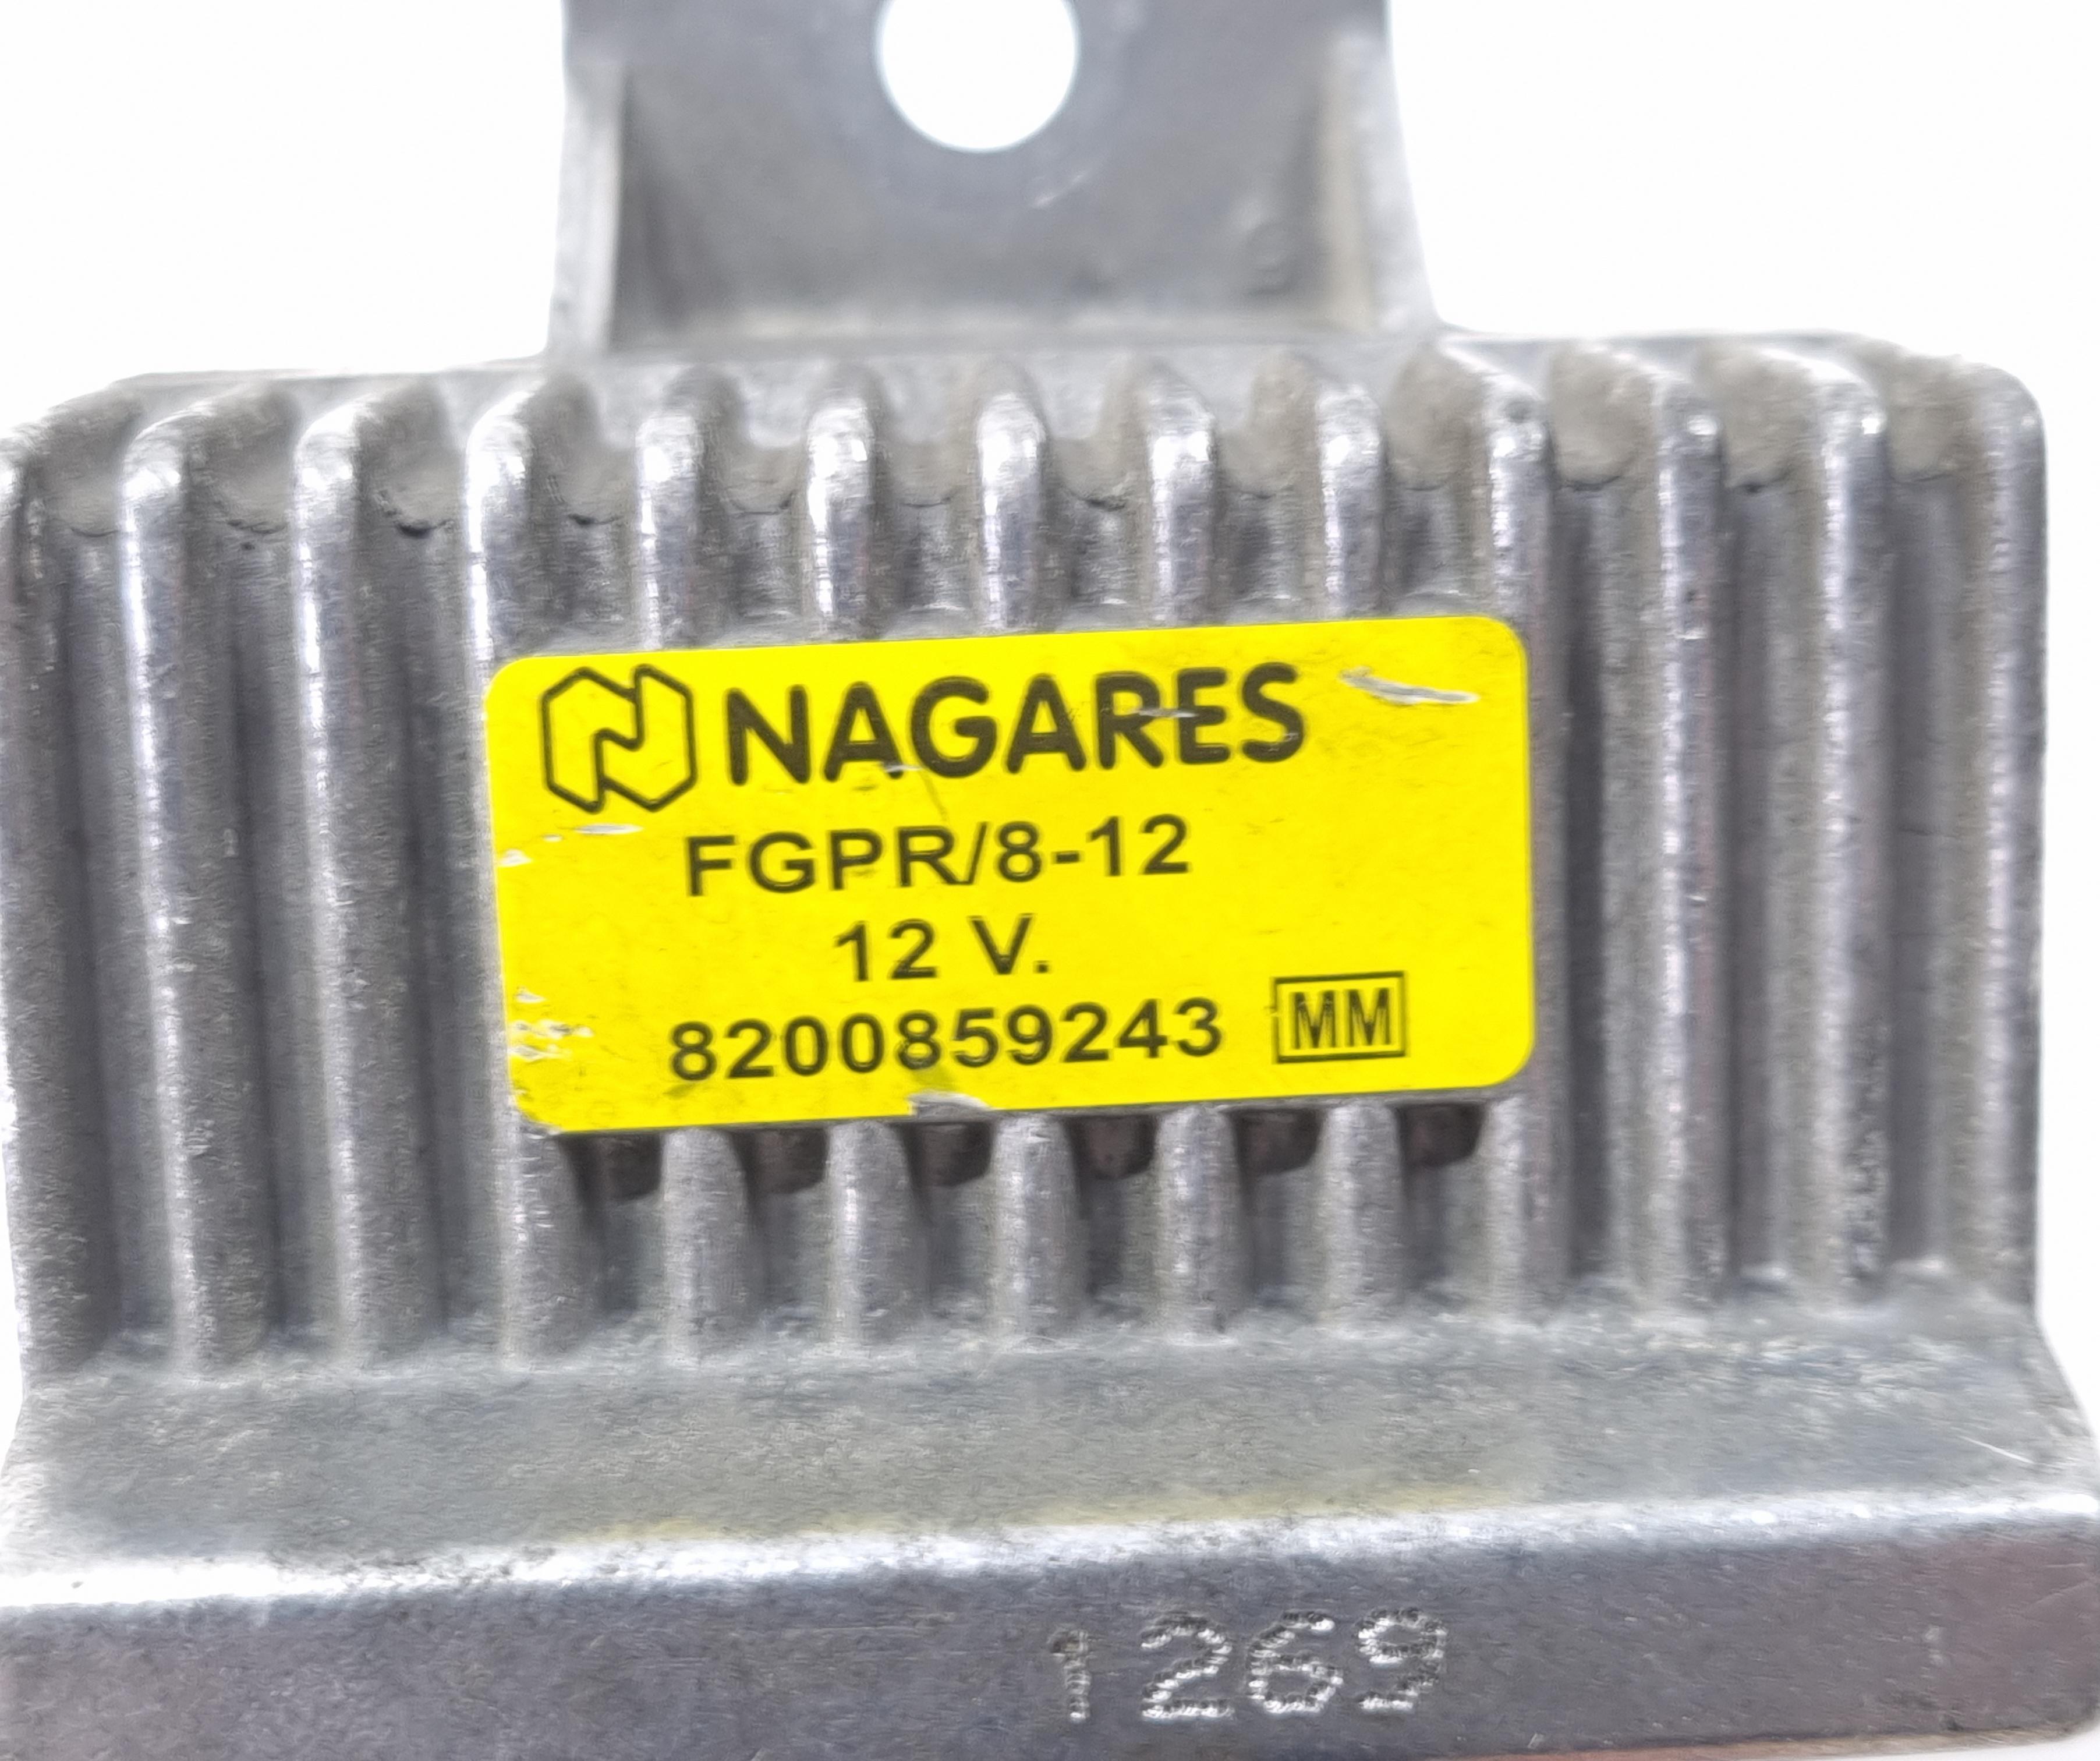 NAGARES
FGPR/8-12
12 V.
8200859243 MM
1269